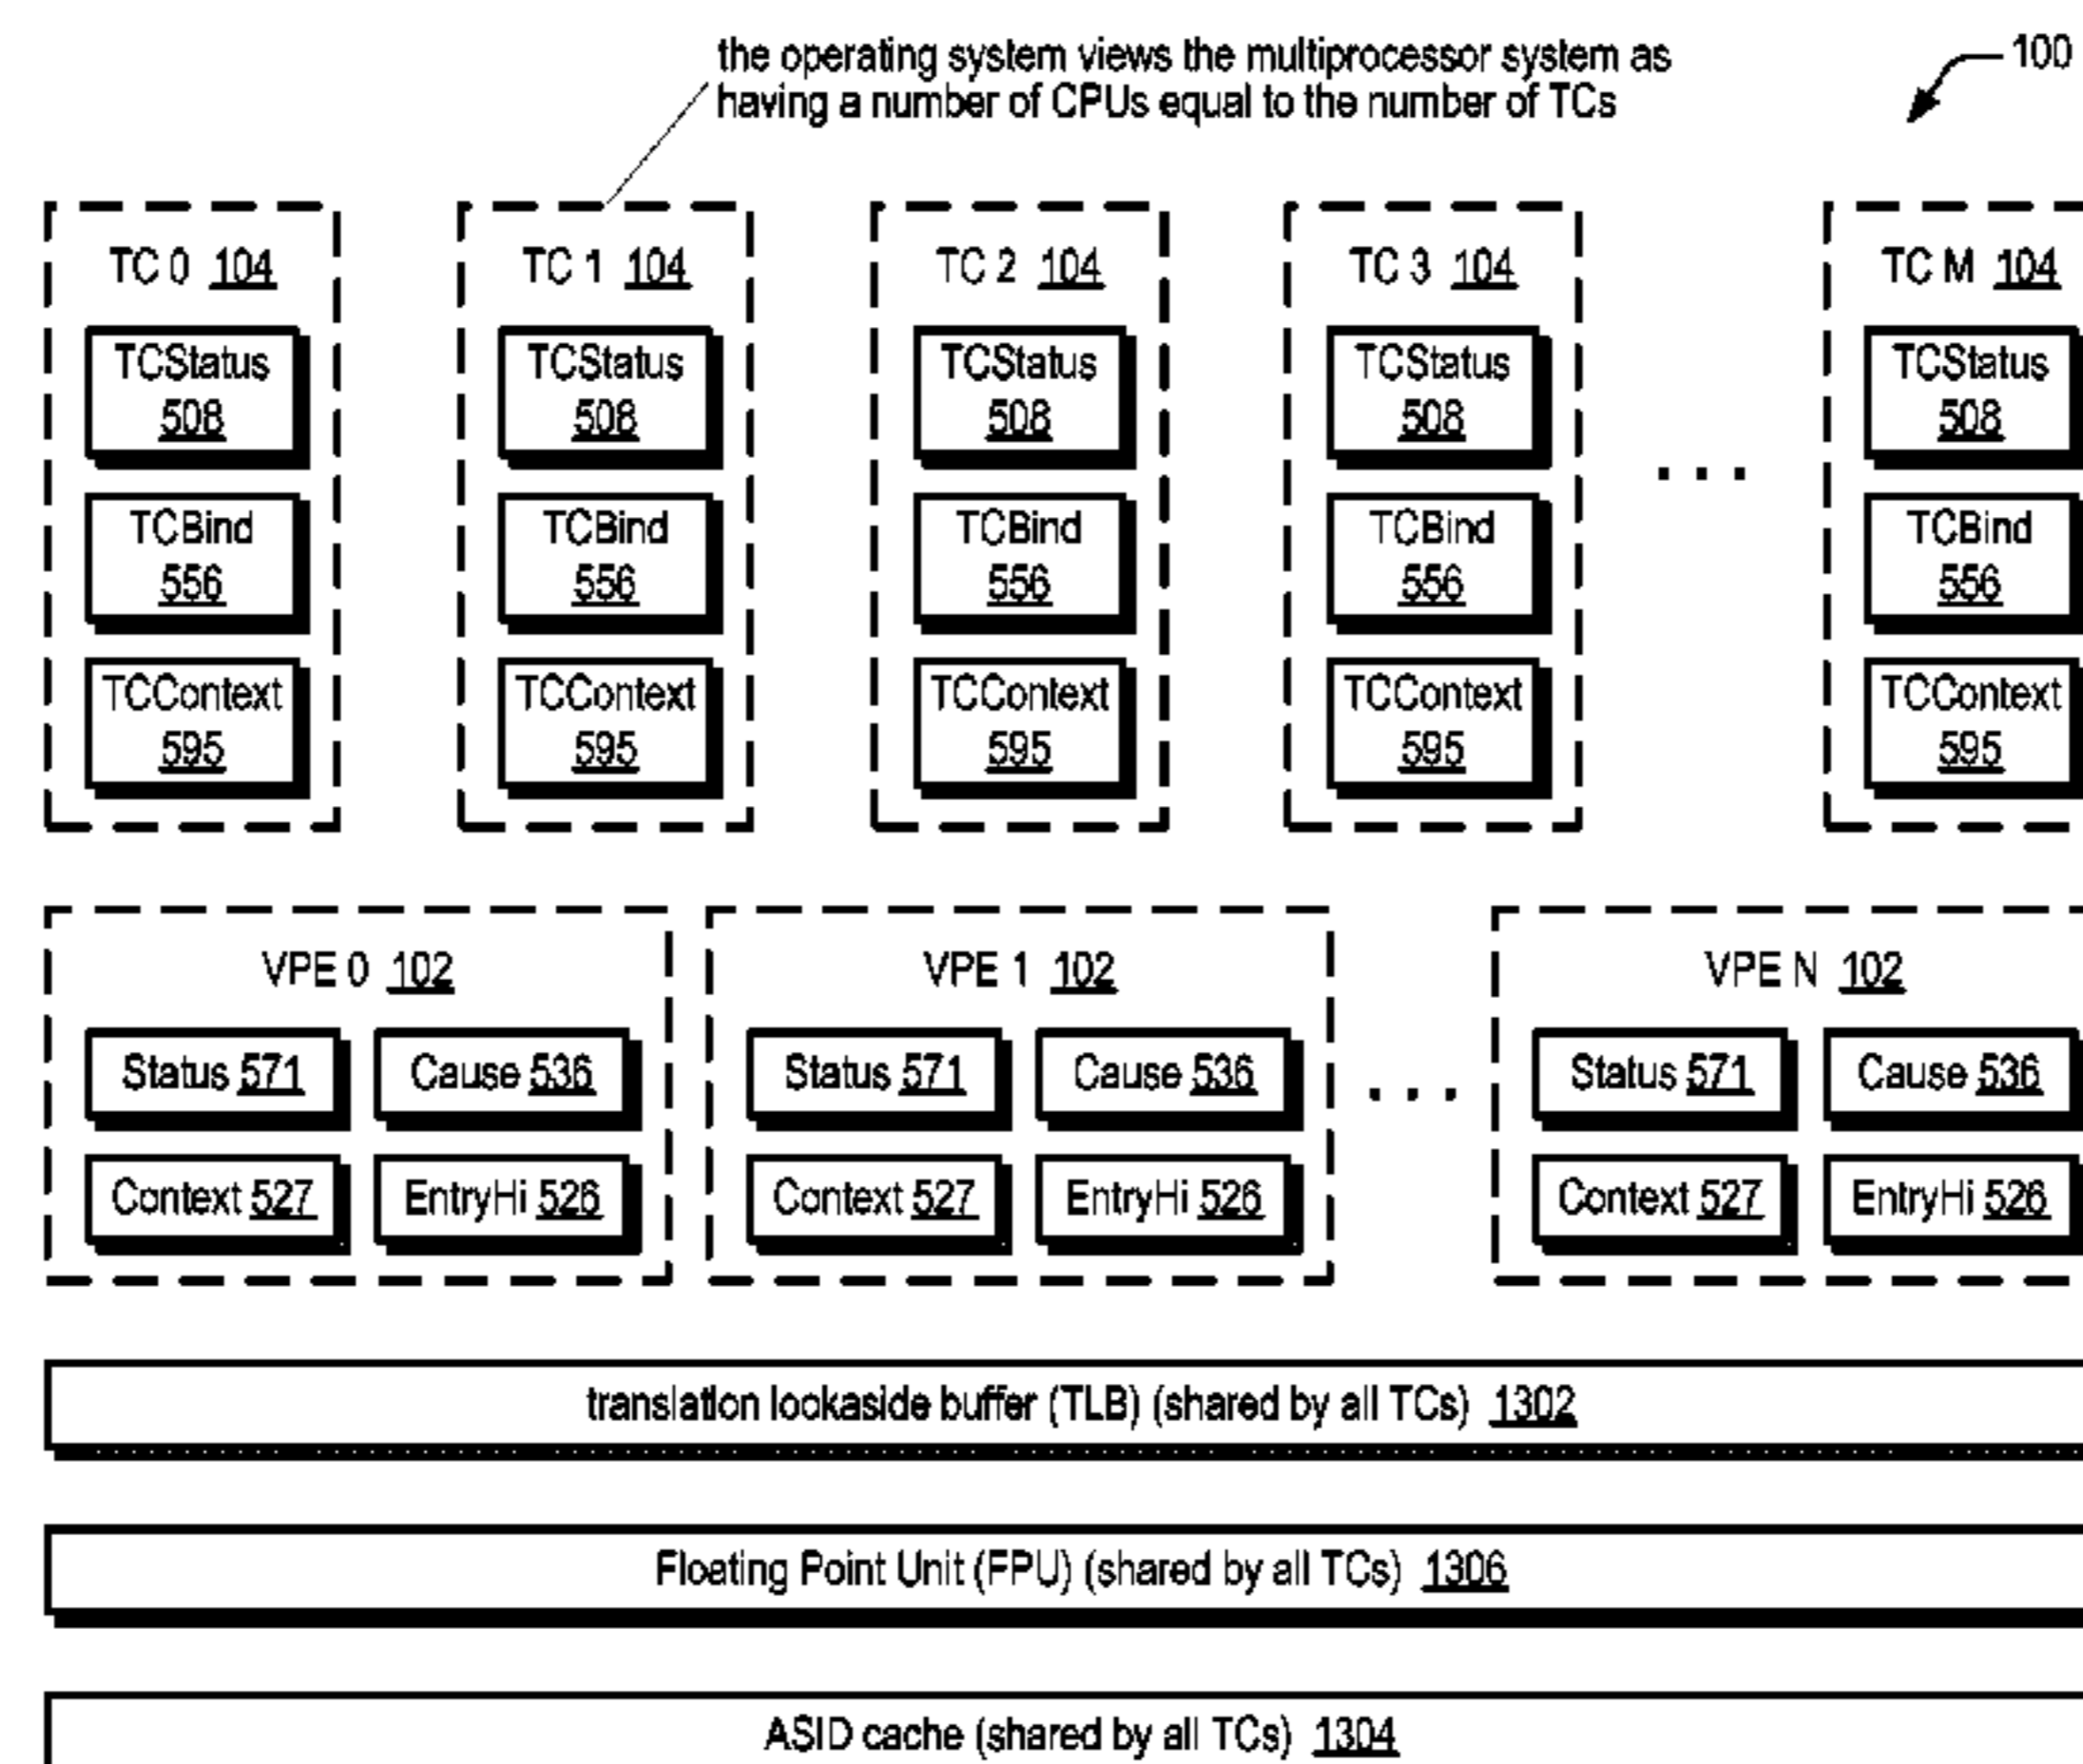 the operating system views the multiprocessor system as
having a number of CPUs equal to the number of TCs
100
TC 0 104
TC 1 104
TC 2 104
TC 3 104
TC M 104
TCStatus
508
TCStatus
508
TCStatus
508
TCStatus
508
TCStatus
508
. . .
TCBind
556
TCBind
556
TCBind
556
TCBind
556
TCBind
556
TCContext
595
TCContext
595
TCContext
595
TCContext
595
TCContext
595
VPE 0 102
VPE 1 102
VPE N 102
Status 571
Cause 536
Status 571
Cause 536
. . .
Status 571
Cause 536
Context 527
EntryHi 526
Context 527
EntryHi 526
Context 527
EntryHi 526
translation lookaside buffer (TLB) (shared by all TCs) 1302
Floating Point Unit (FPU) (shared by all TCs) 1306
ASID cache (shared by all TCs) 1304